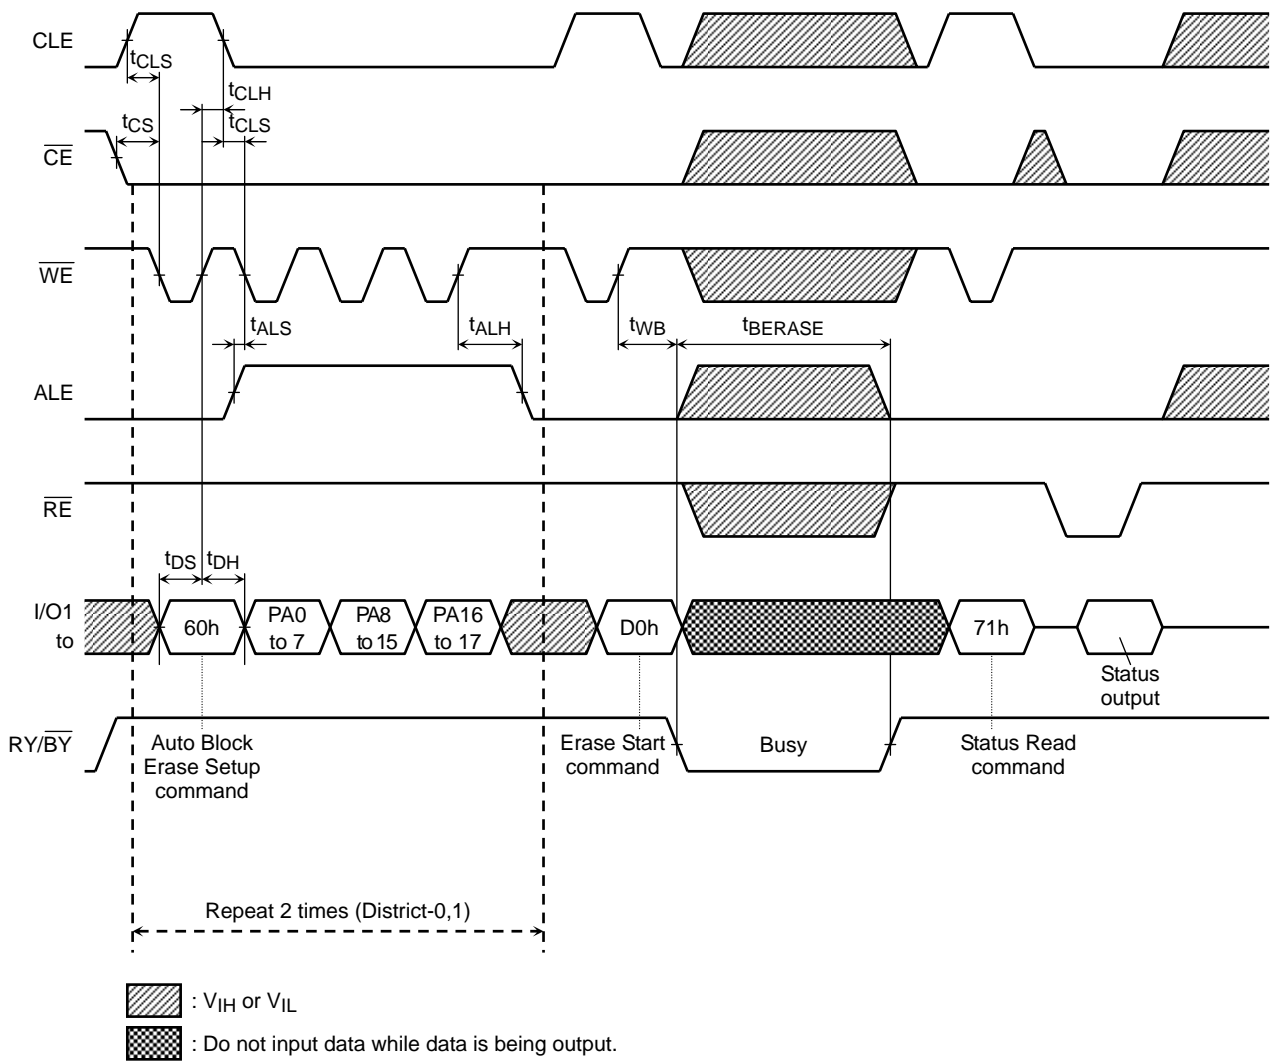 CLE
tCLS
tCLH
tCS
tCLS
CE
WE
tALS
tALH
tWB
tBERASE
ALE
RE
tDS
tDH
I/O1
to
60h
PA0
to 7
PA8
to 15
PA16
to 17
D0h
71h
Status
output
RY/BY
Auto Block
Erase Setup
command
Erase Start
command
Busy
Status Read
command
Repeat 2 times (District-0,1)
: VIH or VIL
: Do not input data while data is being output.